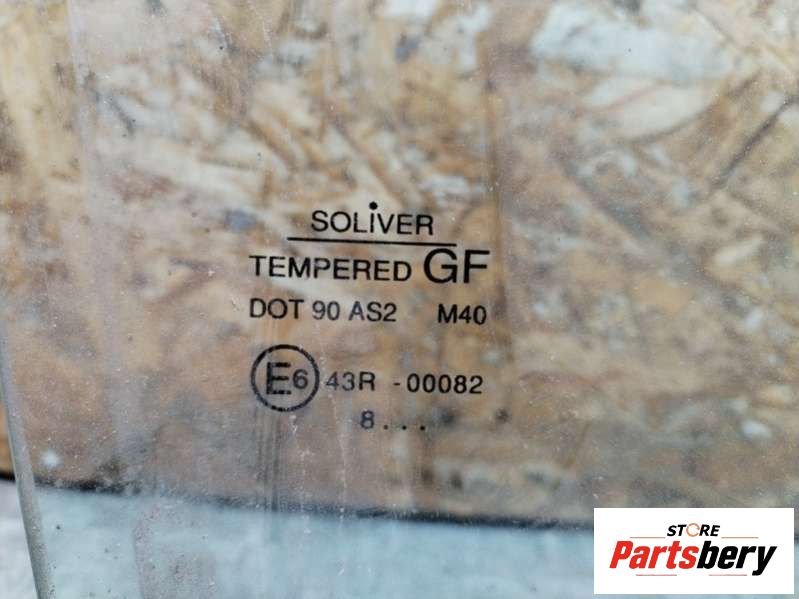 SOLiVER
TEMPERED GF
DOT 90 AS2 M40
E6 43R -00082
8...
STORE
Partsbery